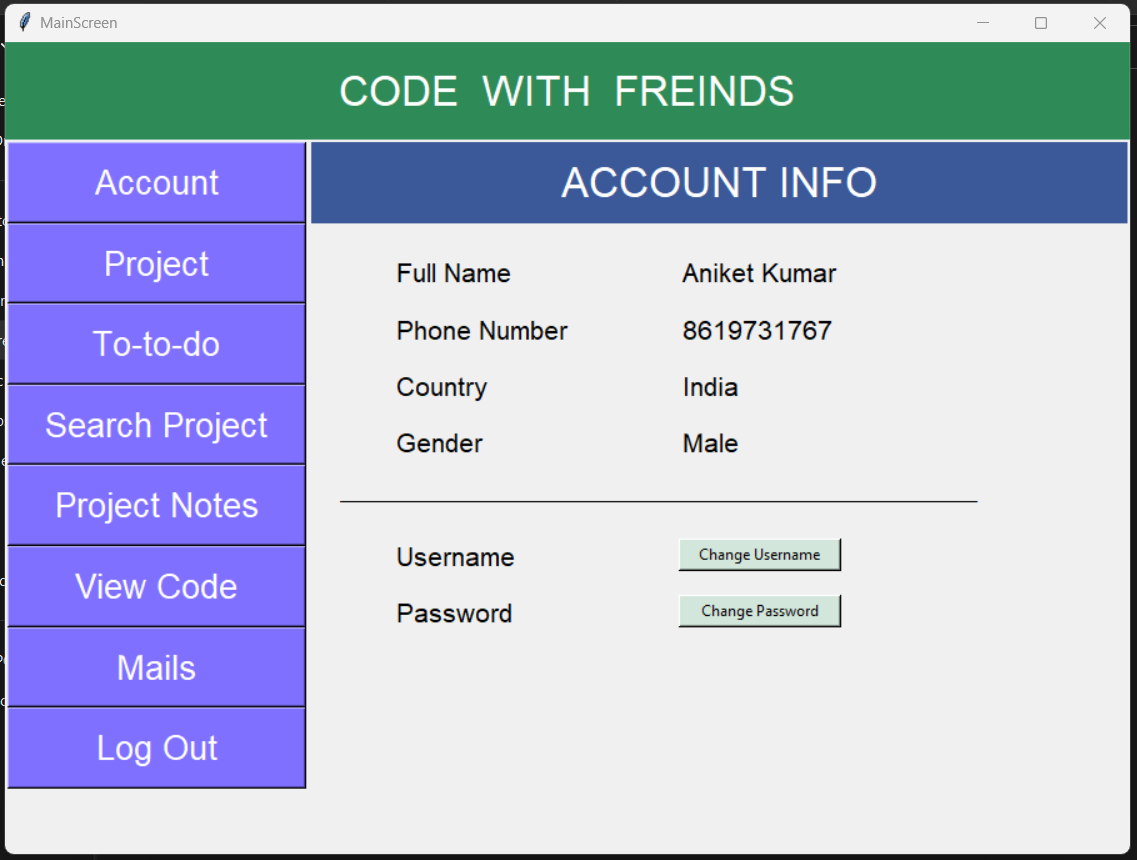 MainScreen
CODE WITH FREINDS
Account
Project
To-to-do
Search Project
Project Notes
View Code
Mails
Log Out
ACCOUNT INFO
Full Name Aniket Kumar
Phone Number 8619731767
Country India
Gender Male
Username Change Username
Password Change Password